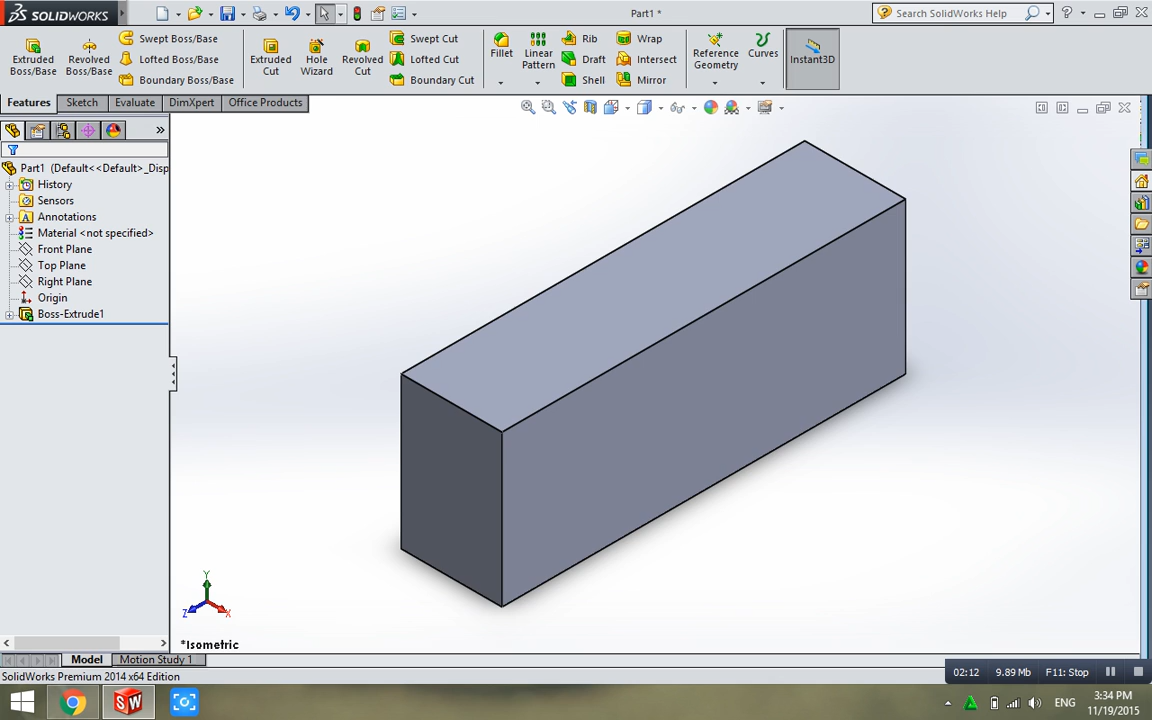 SOLIDWORKS
Part1 *
Search SolidWorks Help
?
Extruded Boss/Base
Revolved Boss/Base
Swept Boss/Base
Lofted Boss/Base
Boundary Boss/Base
Extruded Cut
Hole Wizard
Revolved Cut
Swept Cut
Lofted Cut
Boundary Cut
Fillet
Linear Pattern
Rib
Draft
Shell
Wrap
Intersect
Mirror
Reference Geometry
Curves
Instant3D
Features Sketch Evaluate DimXpert Office Products
»
Part1 (Default<<Default>_Disp
History
Sensors
A Annotations
Material <not specified>
Front Plane
Top Plane
Right Plane
Origin
Boss-Extrude1
Y
Z X
*Isometric
Model Motion Study 1
SolidWorks Premium 2014 x64 Edition
02:12 9.89 Mb F11: Stop
SW
ENG
3:34 PM
11/19/2015